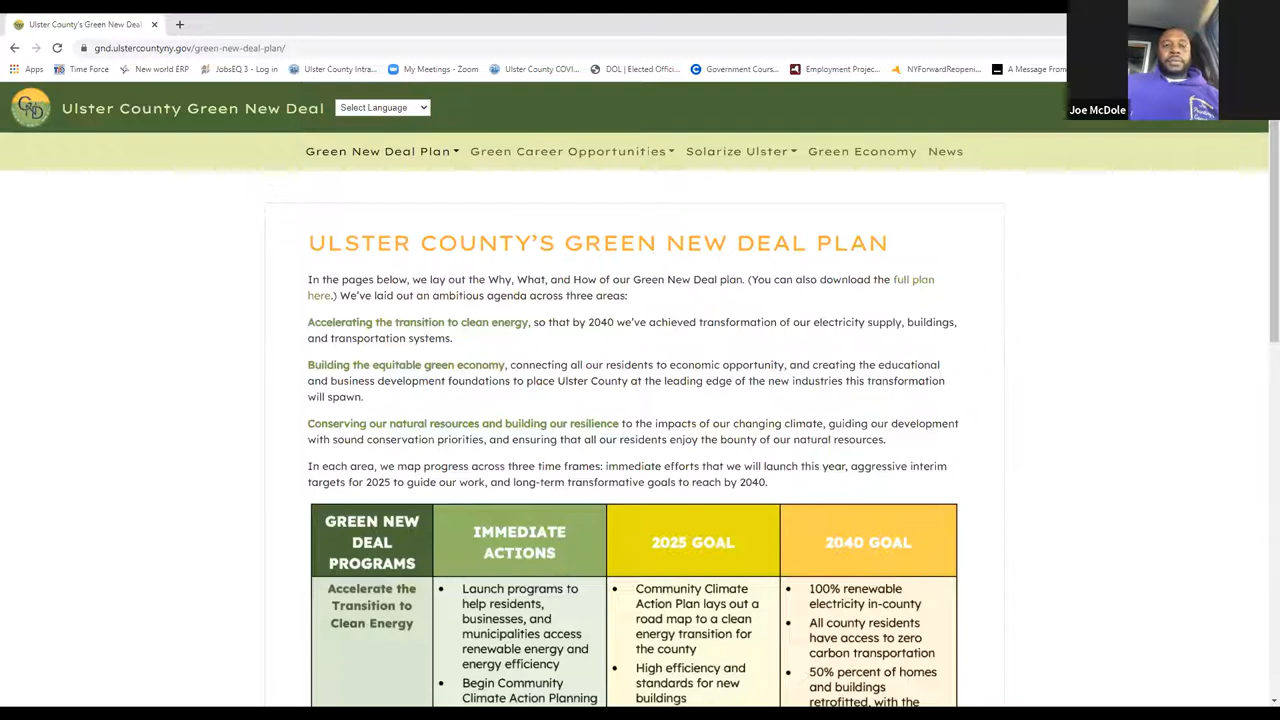 Ulster County's Green New Deal
gnd.ulstercountyny.gov/green-new-deal-plan/
Apps Time Force New world ERP JobsEQ 3 - Log in Ulster County Intra... My Meetings - Zoom Ulster County COVI... DOL | Elected Offici... Government Cours... Employment Projec... NYForwardReopeni... A Message From
Joe McDole
GND Ulster County Green New Deal Select Language
Green New Deal Plan Green Career Opportunities Solarize Ulster Green Economy News
ULSTER COUNTY'S GREEN NEW DEAL PLAN
In the pages below, we lay out the Why, What, and How of our Green New Deal plan. (You can also download the full plan
here.) We've laid out an ambitious agenda across three areas:
Accelerating the transition to clean energy, so that by 2040 we've achieved transformation of our electricity supply, buildings,
and transportation systems.
Building the equitable green economy, connecting all our residents to economic opportunity, and creating the educational
and business development foundations to place Ulster County at the leading edge of the new industries this transformation
will spawn.
Conserving our natural resources and building our resilience to the impacts of our changing climate, guiding our development
with sound conservation priorities, and ensuring that all our residents enjoy the bounty of our natural resources.
In each area, we map progress across three time frames: immediate efforts that we will launch this year, aggressive interim
targets for 2025 to guide our work, and long-term transformative goals to reach by 2040.
GREEN NEW
DEAL
PROGRAMS
IMMEDIATE
ACTIONS
2025 GOAL
2040 GOAL
Accelerate the
Transition to
Clean Energy
• Launch programs to
help residents,
businesses, and
municipalities access
renewable energy and
energy efficiency
• Begin Community
Climate Action Planning
• Community Climate
Action Plan lays out a
road map to a clean
energy transition for
the county
• High efficiency and
standards for new
buildings
• 100% renewable
electricity in-county
• All county residents
have access to zero
carbon transportation
• 50% percent of homes
and buildings
retrofitted, with the